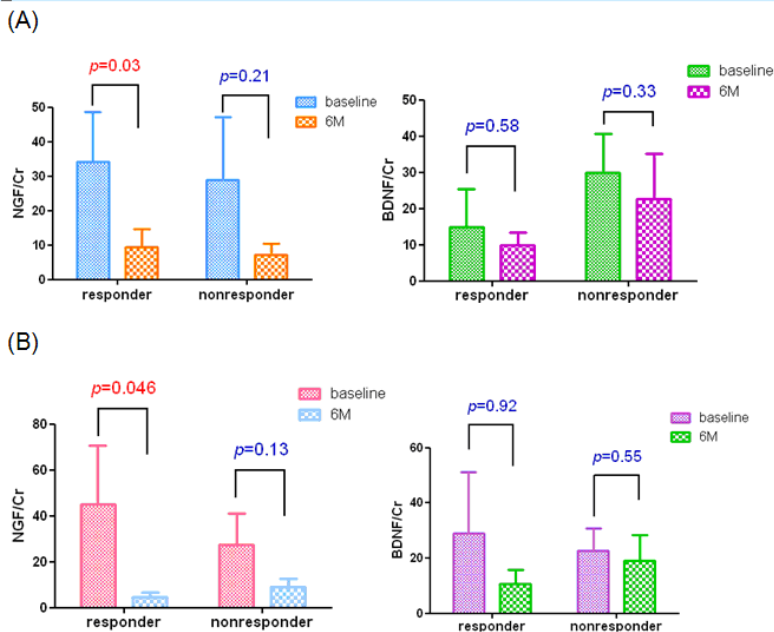 (A)
p=0.03
p=0.21
baseline
6M
NGF/Cr
50
40
30
20
10
0
responder
nonresponder
p=0.58
p=0.33
baseline
6M
BDNF/Cr
50
40
30
20
10
0
responder
nonresponder
(B)
p=0.046
p=0.13
baseline
6M
NGF/Cr
80
60
40
20
0
responder
nonresponder
p=0.92
p=0.55
baseline
6M
BDNF/Cr
60
40
20
0
responder
nonresponder